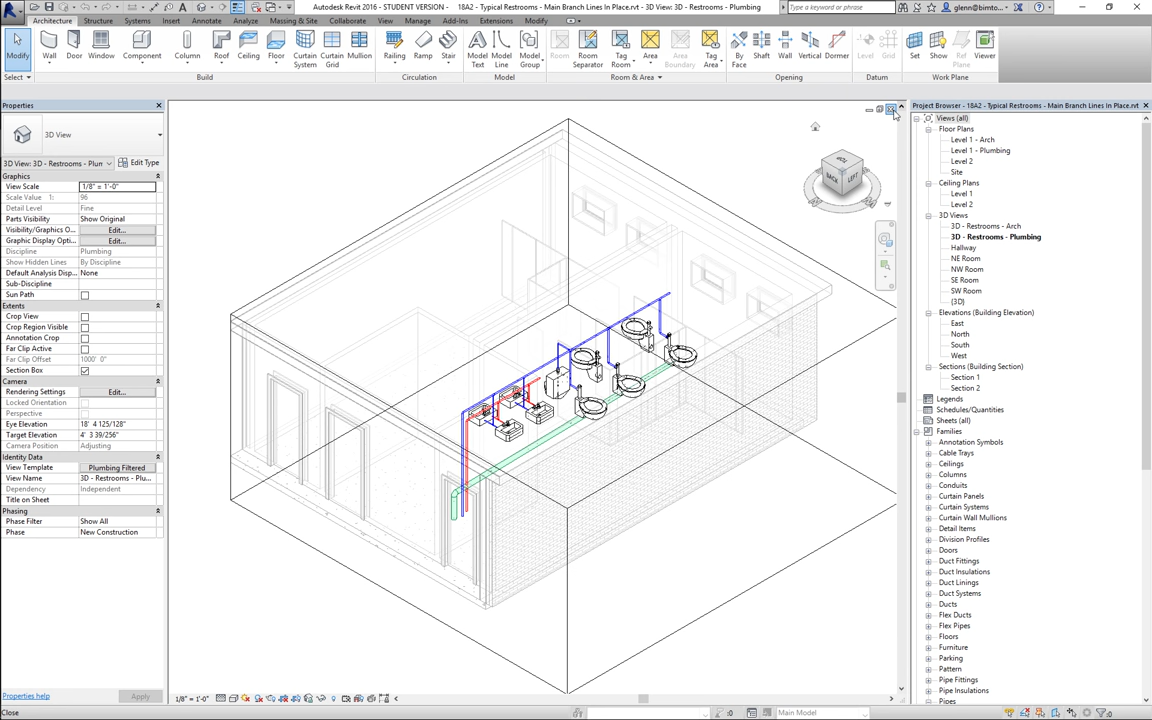 Autodesk Revit 2016 - STUDENT VERSION - 18A2 - Typical Restrooms - Main Branch Lines In Place.rvt - 3D View: 3D - Restrooms - Plumbing
Type a keyword or phrase
glenn@bimto...
Architecture Structure Systems Insert Annotate Analyze Massing & Site Collaborate View Manage Add-Ins Extensions Modify
Modify Wall Door Window Component Column Roof Ceiling Floor Curtain System Curtain Grid Mullion Railing Ramp Stair Model Text Model Line Model Group Room Room Separator Tag Room Area Area Boundary Tag Area By Face Shaft Wall Vertical Dormer Level Grid Set Show Ref Plane Viewer
Select Build Circulation Model Room & Area Opening Datum Work Plane
Properties
3D View
3D View: 3D - Restrooms - Plum Edit Type
Graphics
View Scale 1/8" = 1'-0"
Scale Value 1: 96
Detail Level Fine
Parts Visibility Show Original
Visibility/Graphics O... Edit...
Graphic Display Opti... Edit...
Discipline Plumbing
Show Hidden Lines By Discipline
Default Analysis Disp... None
Sub-Discipline
Sun Path
Extents
Crop View
Crop Region Visible
Annotation Crop
Far Clip Active
Far Clip Offset 1000' 0"
Section Box
Camera
Rendering Settings Edit...
Locked Orientation
Perspective
Eye Elevation 18' 4 125/128"
Target Elevation 4' 3 39/256"
Camera Position Adjusting
Identity Data
View Template Plumbing Filtered
View Name 3D - Restrooms - Plu...
Dependency Independent
Title on Sheet
Phasing
Phase Filter Show All
Phase New Construction
Properties help
Apply
TOP
BACK
LEFT
1/8" = 1'-0"
Project Browser - 18A2 - Typical Restrooms - Main Branch Lines In Place.rvt
Views (all)
Floor Plans
Level 1 - Arch
Level 1 - Plumbing
Level 2
Site
Ceiling Plans
Level 1
Level 2
3D Views
3D - Restrooms - Arch
3D - Restrooms - Plumbing
Hallway
NE Room
NW Room
SE Room
SW Room
{3D}
Elevations (Building Elevation)
East
North
South
West
Sections (Building Section)
Section 1
Section 2
Legends
Schedules/Quantities
Sheets (all)
Families
Annotation Symbols
Cable Trays
Ceilings
Columns
Conduits
Curtain Panels
Curtain Systems
Curtain Wall Mullions
Detail Items
Division Profiles
Doors
Duct Fittings
Duct Insulations
Duct Linings
Duct Systems
Ducts
Flex Ducts
Flex Pipes
Floors
Furniture
Parking
Pattern
Pipe Fittings
Pipe Insulations
Pipes
Close
:0
Main Model
:0